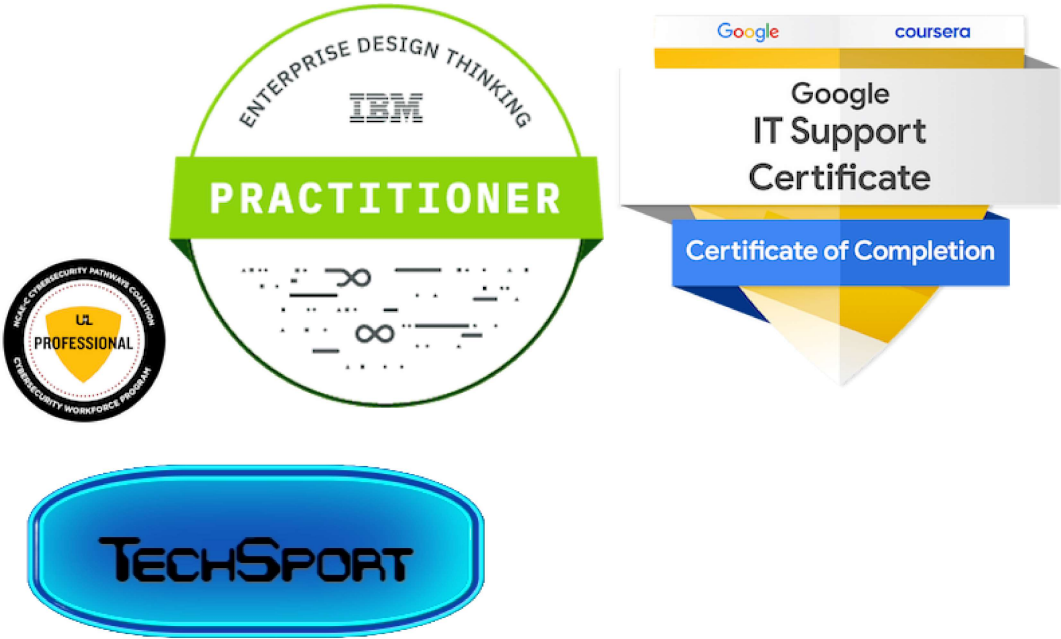 ENTERPRISE DESIGN THINKING
IBM
PRACTITIONER
Google coursera
Google
IT Support
Certificate
Certificate of Completion
NCAE-C CYBERSECURITY PATHWAYS COALITION
PROFESSIONAL
CYBERSECURITY WORKFORCE PROGRAM
TECHSPORT